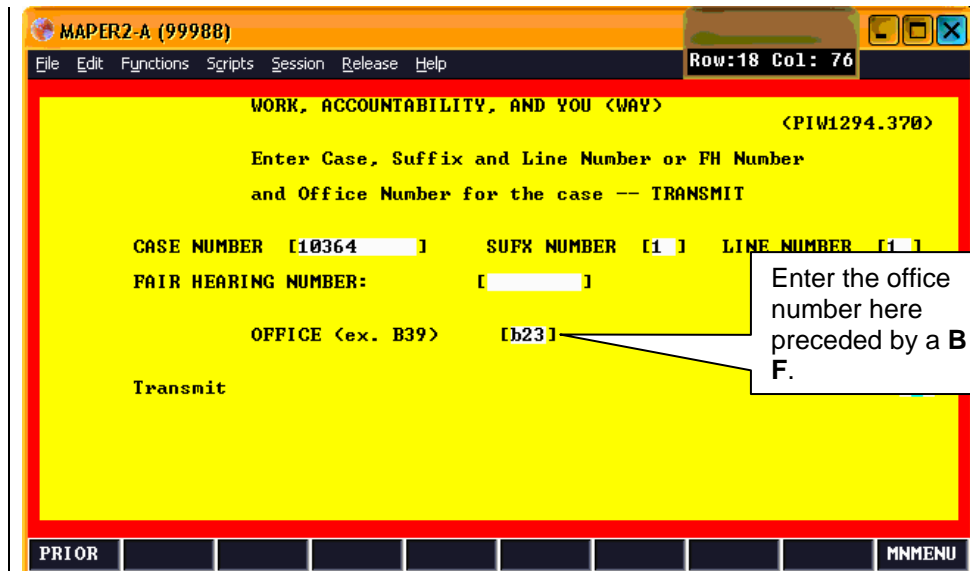 MAPER2-A (99988)
File Edit Functions Scripts Session Release Help
Row:18 Col: 76
WORK, ACCOUNTABILITY, AND YOU (WAY)
(PIW1294.370)
Enter Case, Suffix and Line Number or FH Number
and Office Number for the case -- TRANSMIT
CASE NUMBER [10364 ] SUFX NUMBER [1 ] LINE NUMBER [1 ]
FAIR HEARING NUMBER: [ ]
OFFICE (ex. B39) [b23]
Enter the office
number here
preceded by a B
F.
Transmit
PRIOR MNMENU